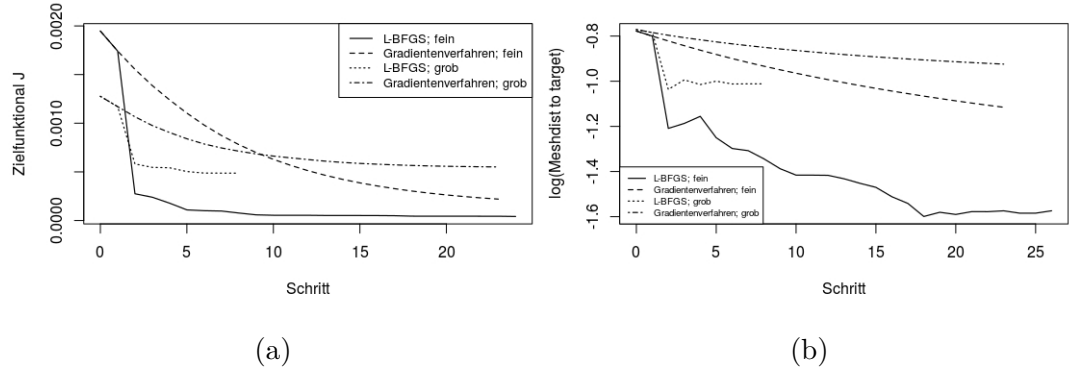 Zielfunktional J
0.0020
0.0010
0.0000
L-BFGS; fein
Gradientenverfahren; fein
L-BFGS; grob
Gradientenverfahren; grob
0 5 10 15 20
Schritt
(a)
log(Meshdist to target)
-0.8
-1.0
-1.2
-1.4
-1.6
L-BFGS; fein
Gradientenverfahren; fein
L-BFGS; grob
Gradientenverfahren; grob
0 5 10 15 20 25
Schritt
(b)